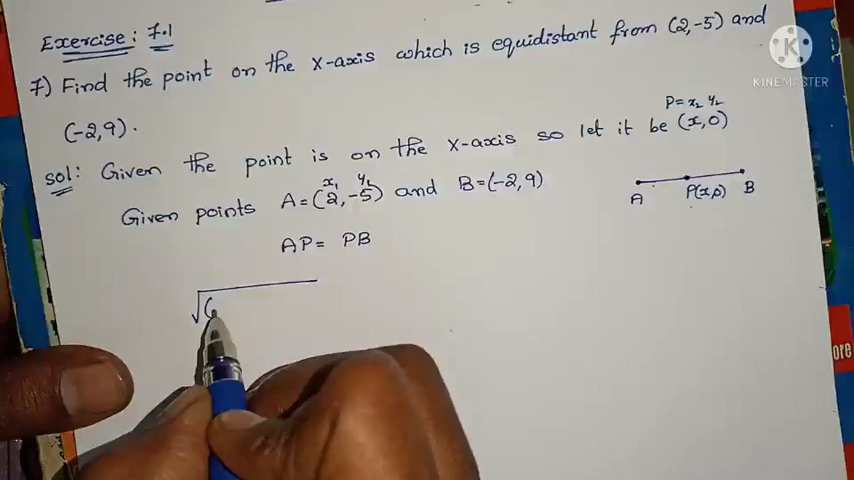 Exercise: 7.1
7) Find the point on the x-axis which is equidistant from (2,-5) and
(-2,9).
P = x₂ y₂
sol: Given the point is on the x-axis so let it be (x,0)
x₁ y₁
Given points A=(2,-5) and B=(-2,9)
A P(x,0) B
AP = PB
√(
KINEMASTER
ore